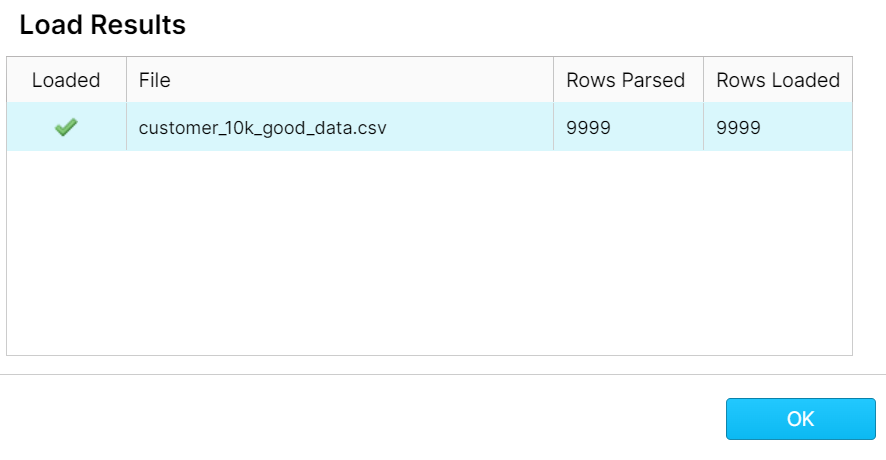 Load Results
Loaded File Rows Parsed Rows Loaded
customer_10k_good_data.csv 9999 9999
OK